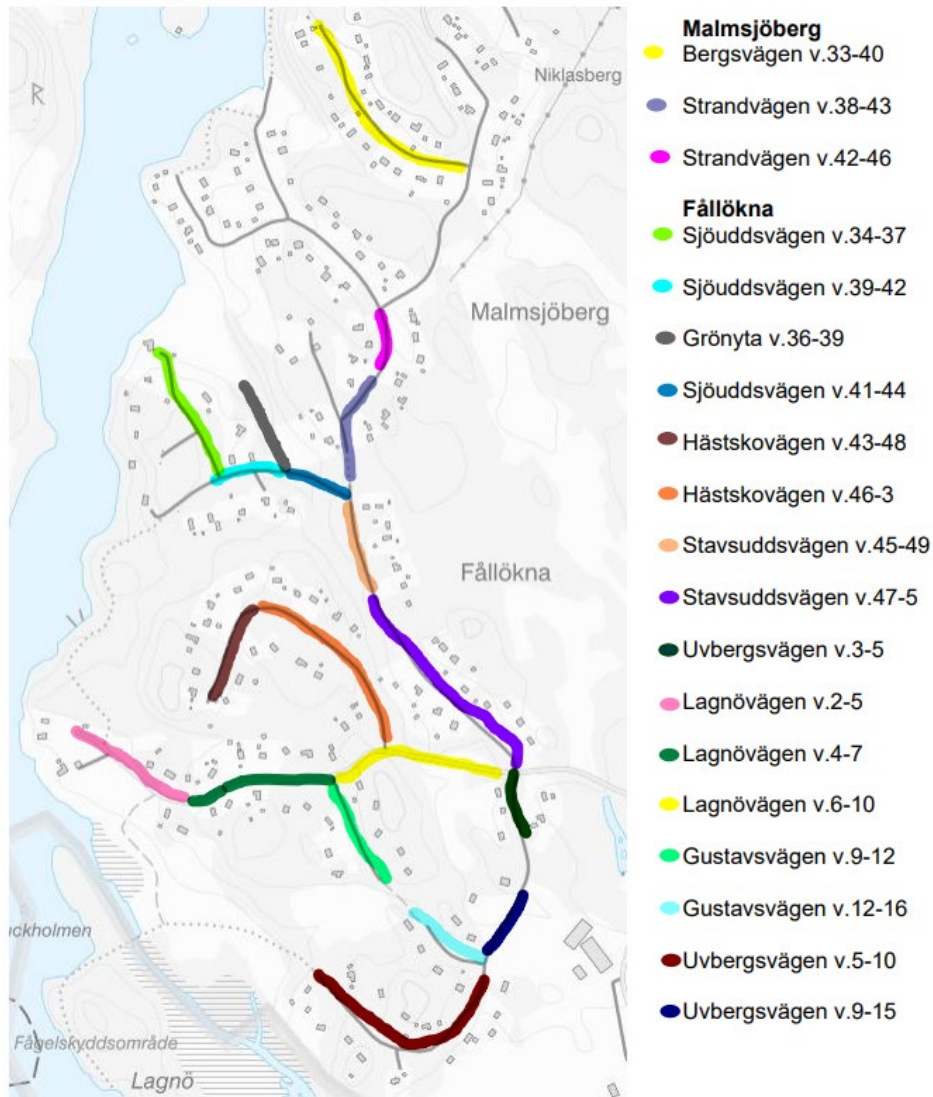 Niklasberg
Malmsjöberg
Fållökna
uckholmen
Fågelskyddsområde
Lagnö
Malmsjöberg
Bergsvägen v.33-40
Strandvägen v.38-43
Strandvägen v.42-46
Fållökna
Sjöuddsvägen v.34-37
Sjöuddsvägen v.39-42
Grönyta v.36-39
Sjöuddsvägen v.41-44
Hästskovägen v.43-48
Hästskovägen v.46-3
Stavsuddsvägen v.45-49
Stavsuddsvägen v.47-5
Uvbergsvägen v.3-5
Lagnövägen v.2-5
Lagnövägen v.4-7
Lagnövägen v.6-10
Gustavsvägen v.9-12
Gustavsvägen v.12-16
Uvbergsvägen v.5-10
Uvbergsvägen v.9-15